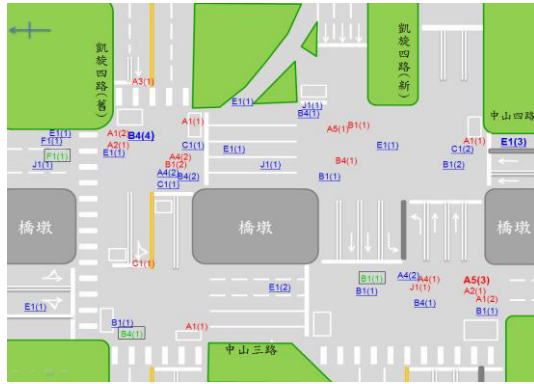 凱旋四路(舊)
凱旋四路(新)
中山四路
A3(1)
E1(1)
J1(1)
B4(1)
E1(1)
F1(1)
A1(2)
B4(4)
A1(1)
A5(1)
B1(1)
A1(1)
E1(3)
A2(1)
F1(1)
E1(1)
C1(1)
E1(1)
E1(1)
C1(2)
J1(1)
A4(2)
B1(2)
J1(1)
B4(1)
B1(2)
A4(2)
B4(2)
B1(1)
C1(1)
橋墩
橋墩
橋墩
C1(1)
E1(1)
E1(2)
B1(1)
B1(1)
A4(2)
A4(1)
J1(1)
B4(1)
A5(3)
A2(1)
A1(2)
B1(1)
B1(1)
B4(1)
A1(1)
中山三路